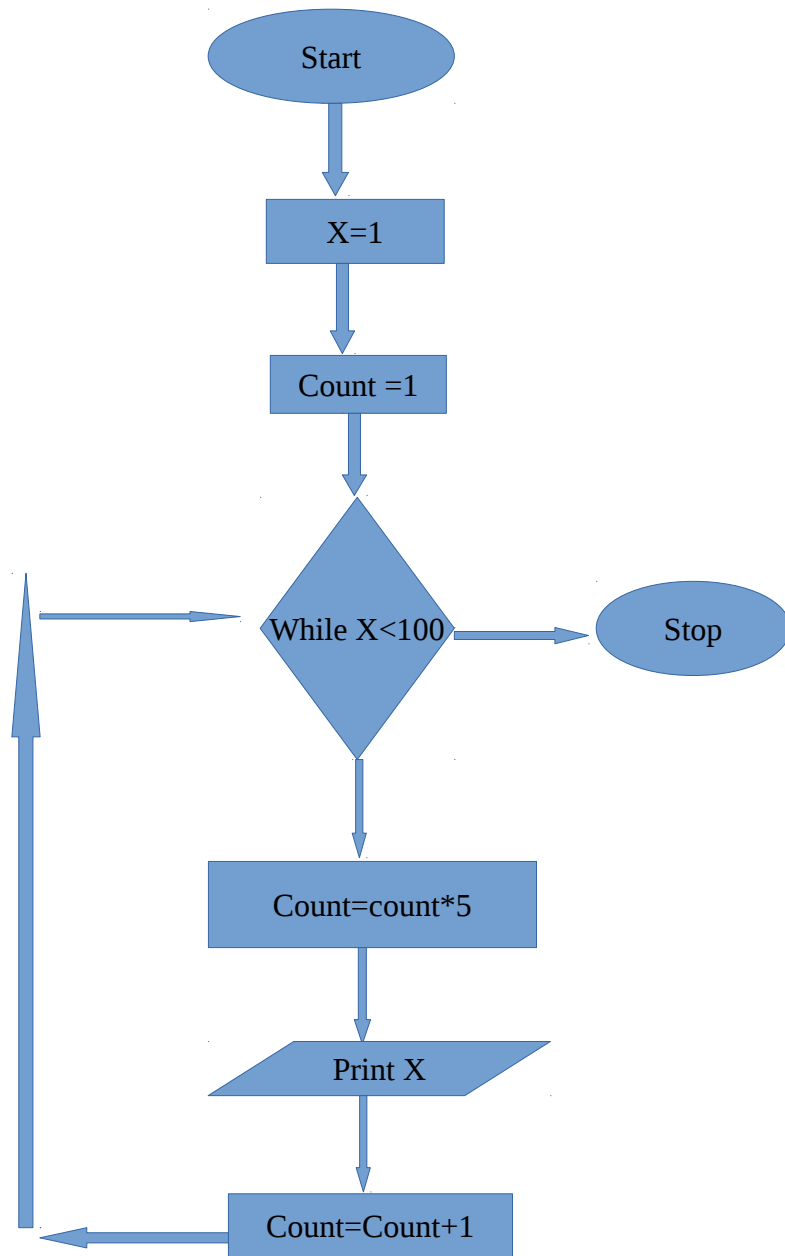 Start
X=1
Count =1
While X<100
Stop
Count=count*5
Print X
Count=Count+1